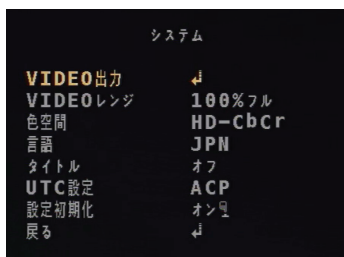 システム
VIDEO出力 ↲
VIDEOレンジ 100%フル
色空間 HD-CbCr
言語 JPN
タイトル オフ
UTC設定 ACP
設定初期化 オン
戻る ↲